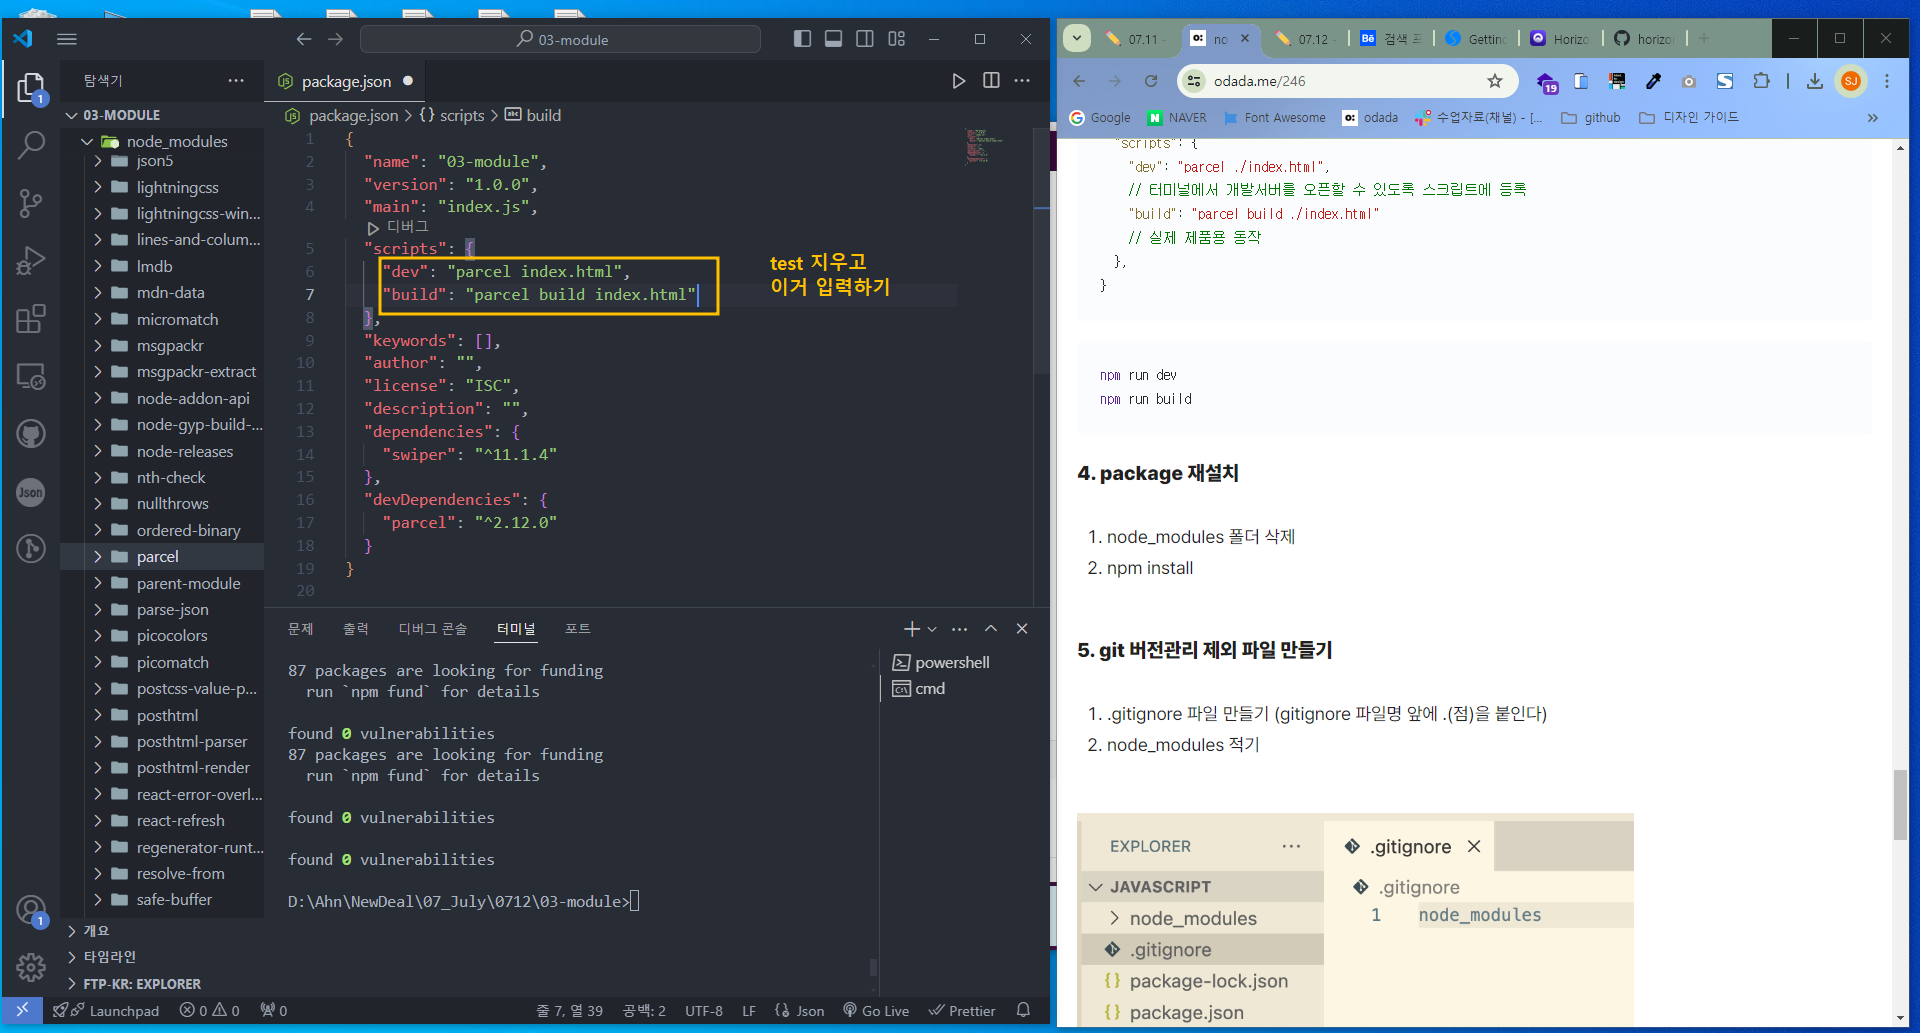 03-module
탐색기
03-MODULE
node_modules
json5
lightningcss
lightningcss-win...
lines-and-colum...
lmdb
mdn-data
micromatch
msgpackr
msgpackr-extract
node-addon-api
node-gyp-build-...
node-releases
nth-check
nullthrows
ordered-binary
parcel
parent-module
parse-json
picocolors
picomatch
postcss-value-p...
posthtml
posthtml-parser
posthtml-render
react-error-overl...
react-refresh
regenerator-runt...
resolve-from
safe-buffer
개요
타임라인
FTP-KR: EXPLORER
1
Json
1
package.json
package.json > {} scripts > build
1 {
2 "name": "03-module",
3 "version": "1.0.0",
4 "main": "index.js",
디버그
5 "scripts": {
6 "dev": "parcel index.html",
7 "build": "parcel build index.html"
8 },
9 "keywords": [],
10 "author": "",
11 "license": "ISC",
12 "description": "",
13 "dependencies": {
14 "swiper": "^11.1.4"
15 },
16 "devDependencies": {
17 "parcel": "^2.12.0"
18 }
19 }
20
test 지우고
이거 입력하기
문제 출력 디버그 콘솔 터미널 포트
87 packages are looking for funding
run `npm fund` for details
found 0 vulnerabilities
87 packages are looking for funding
run `npm fund` for details
found 0 vulnerabilities
found 0 vulnerabilities
D:\Ahn\NewDeal\07_July\0712\03-module>
powershell
cmd
Launchpad 0 0 0 줄 7, 열 39 공백: 2 UTF-8 LF {} Json Go Live Prettier
07.11 - o: no 07.12 - Bē 검색 Gettin Horizo horizo
odada.me/246 19 SJ
Google N NAVER Font Awesome o: odada 수업자료(채널) - [... github 디자인 가이드
"scripts": {
"dev": "parcel ./index.html",
// 터미널에서 개발서버를 오픈할 수 있도록 스크립트에 등록
"build": "parcel build ./index.html"
// 실제 제품용 동작
},
}
npm run dev
npm run build
4. package 재설치
1. node_modules 폴더 삭제
2. npm install
5. git 버전관리 제외 파일 만들기
1. .gitignore 파일 만들기 (gitignore 파일명 앞에 .(점)을 붙인다)
2. node_modules 적기
EXPLORER
JAVASCRIPT
node_modules
.gitignore
{} package-lock.json
{} package.json
.gitignore
.gitignore
1 node_modules